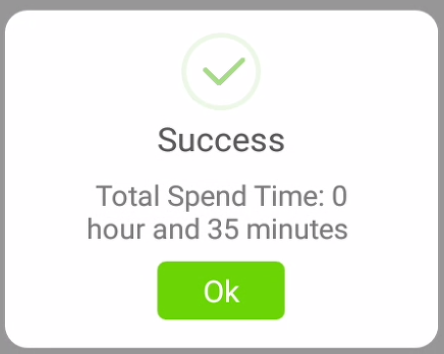 Success
Total Spend Time: 0
hour and 35 minutes
Ok